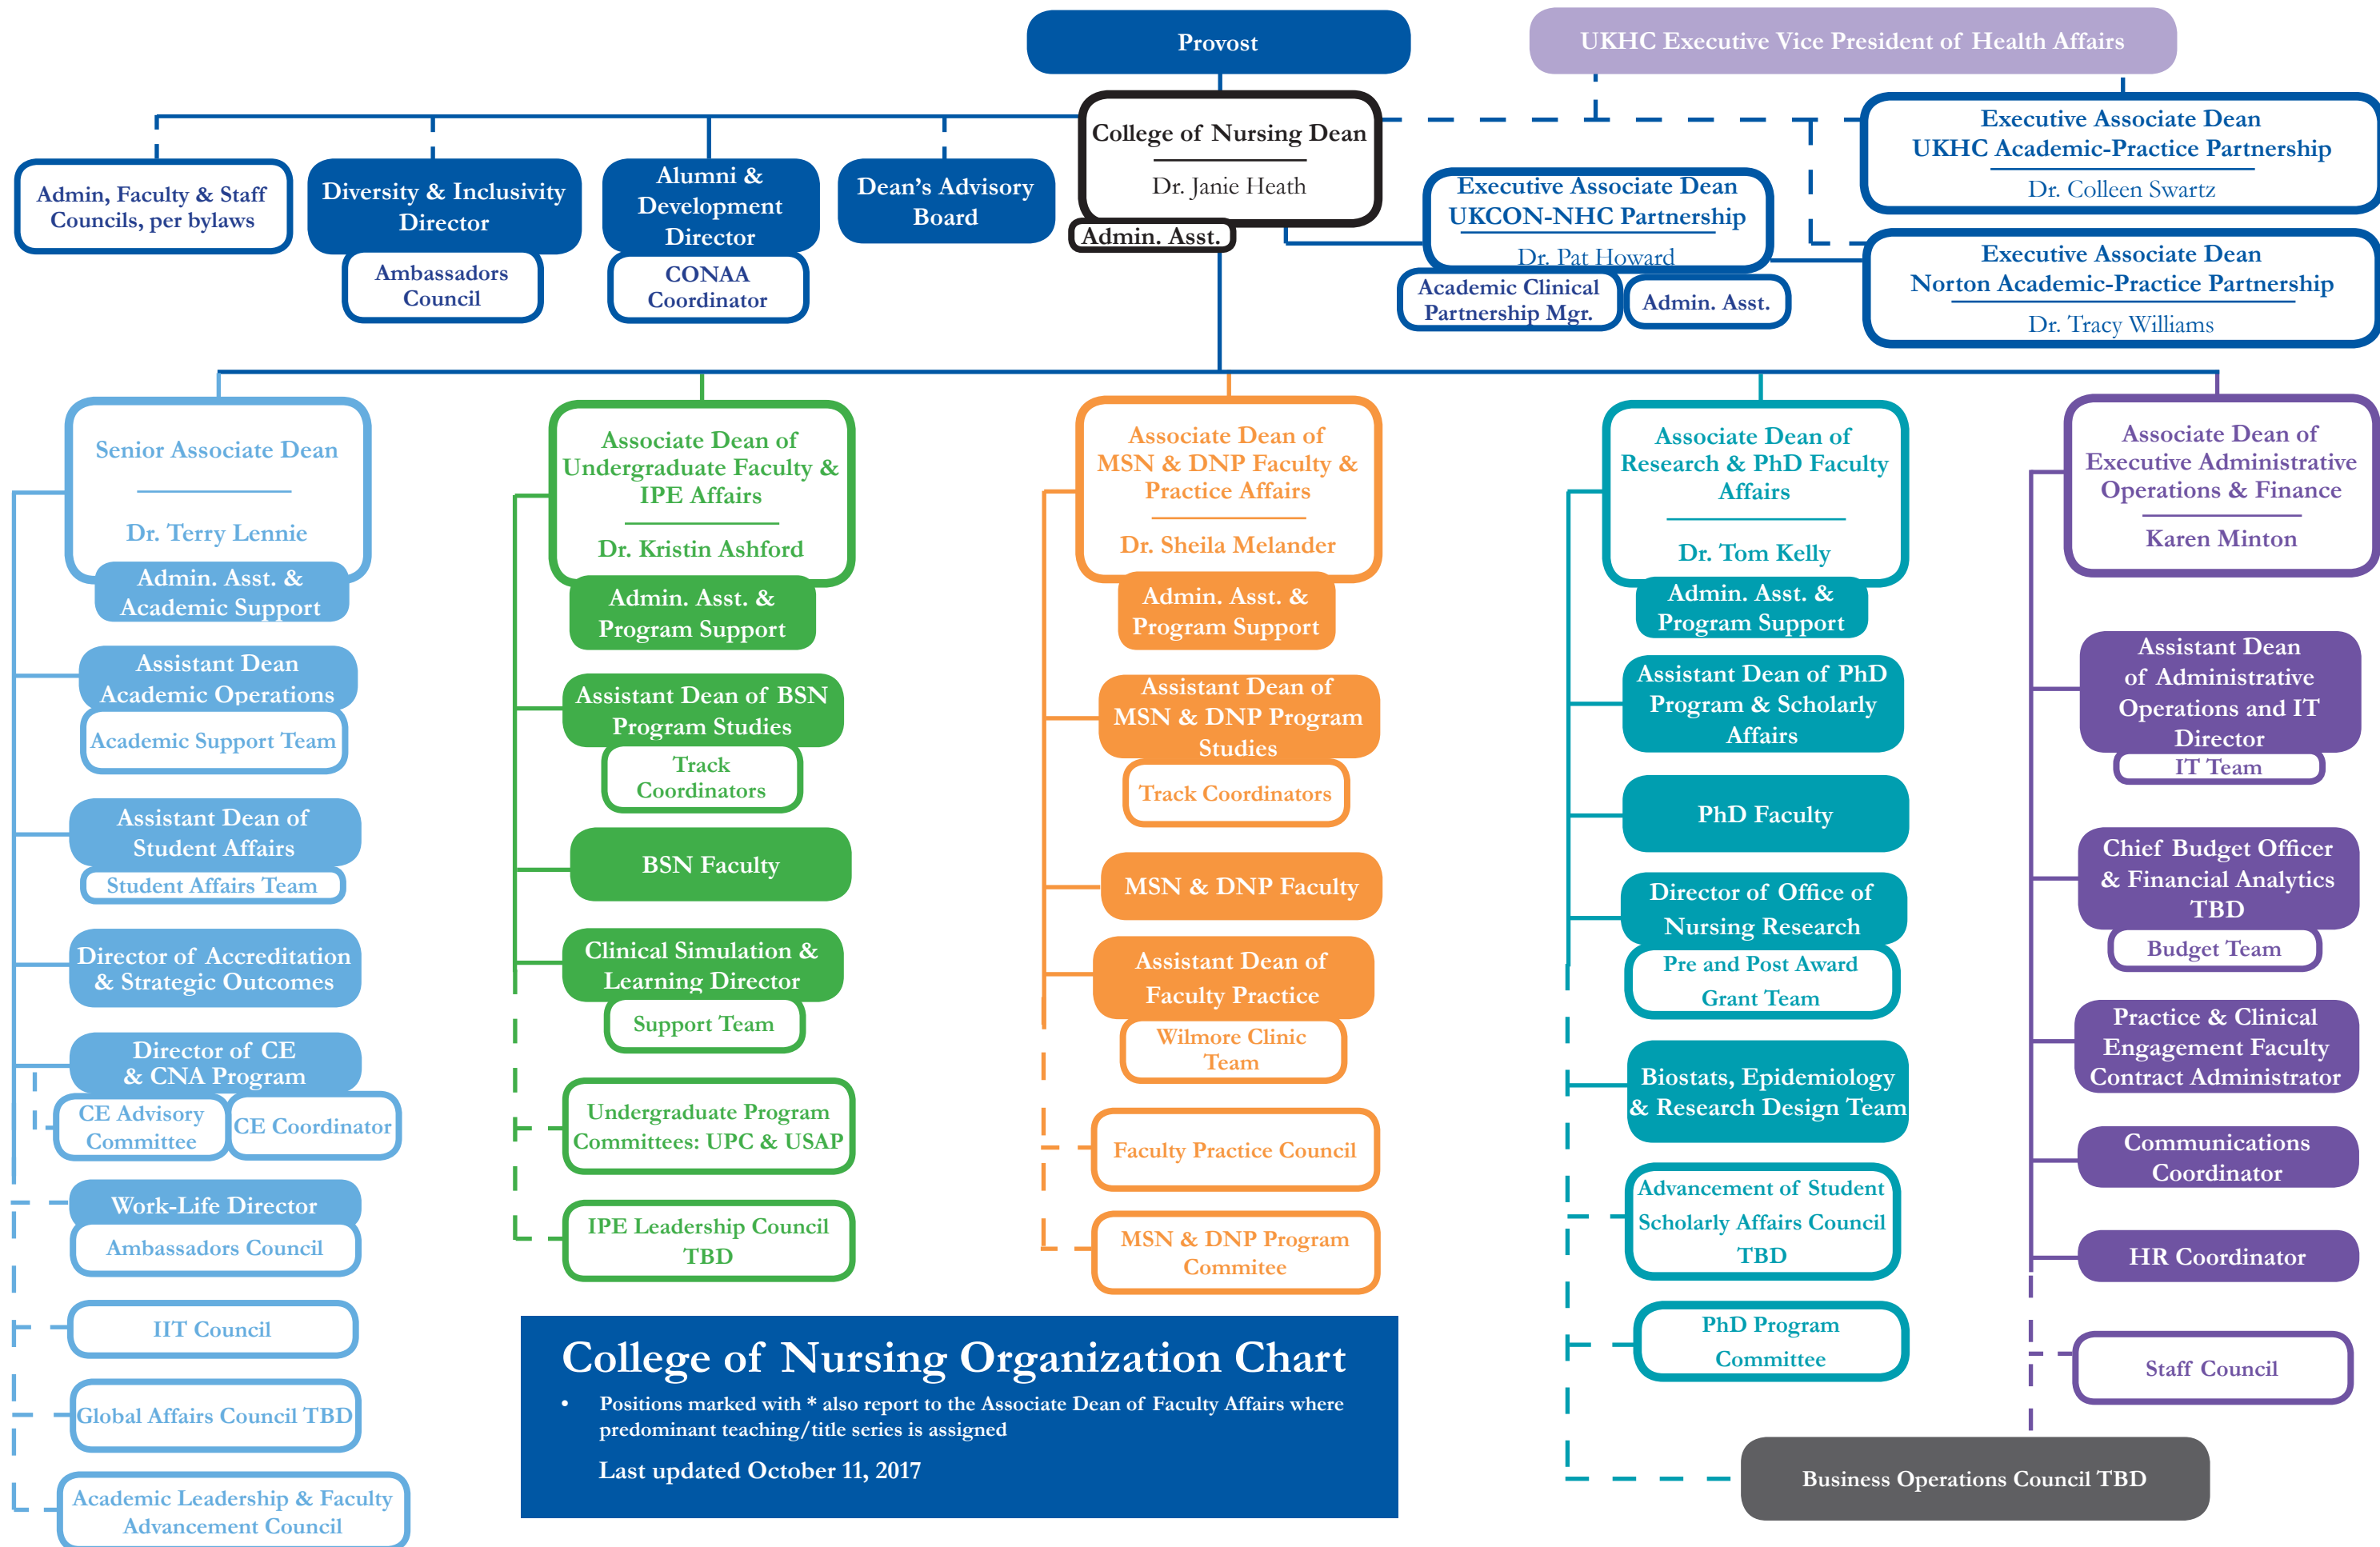 Provost
UKHC Executive Vice President of Health Affairs
College of Nursing Dean
Dr. Janie Heath
Admin. Asst.
Executive Associate Dean
UKHC Academic-Practice Partnership
Dr. Colleen Swartz
Admin, Faculty & Staff
Councils, per bylaws
Diversity & Inclusivity
Director
Ambassadors
Council
Alumni &
Development
Director
CONAA
Coordinator
Dean's Advisory
Board
Executive Associate Dean
UKCON-NHC Partnership
Dr. Pat Howard
Academic Clinical
Partnership Mgr.
Admin. Asst.
Executive Associate Dean
Norton Academic-Practice Partnership
Dr. Tracy Williams
Senior Associate Dean
Dr. Terry Lennie
Admin. Asst. &
Academic Support
Assistant Dean
Academic Operations
Academic Support Team
Assistant Dean of
Student Affairs
Student Affairs Team
Director of Accreditation
& Strategic Outcomes
Director of CE
& CNA Program
CE Advisory
Committee
CE Coordinator
Work-Life Director
Ambassadors Council
IIT Council
Global Affairs Council TBD
Academic Leadership & Faculty
Advancement Council
Associate Dean of
Undergraduate Faculty &
IPE Affairs
Dr. Kristin Ashford
Admin. Asst. &
Program Support
Assistant Dean of BSN
Program Studies
Track
Coordinators
BSN Faculty
Clinical Simulation &
Learning Director
Support Team
Undergraduate Program
Committees: UPC & USAP
IPE Leadership Council
TBD
Associate Dean of
MSN & DNP Faculty &
Practice Affairs
Dr. Sheila Melander
Admin. Asst. &
Program Support
Assistant Dean of
MSN & DNP Program
Studies
Track Coordinators
MSN & DNP Faculty
Assistant Dean of
Faculty Practice
Wilmore Clinic
Team
Faculty Practice Council
MSN & DNP Program
Commitee
Associate Dean of
Research & PhD Faculty
Affairs
Dr. Tom Kelly
Admin. Asst. &
Program Support
Assistant Dean of PhD
Program & Scholarly
Affairs
PhD Faculty
Director of Office of
Nursing Research
Pre and Post Award
Grant Team
Biostats, Epidemiology
& Research Design Team
Advancement of Student
Scholarly Affairs Council
TBD
PhD Program
Committee
Associate Dean of
Executive Administrative
Operations & Finance
Karen Minton
Assistant Dean
of Administrative
Operations and IT
Director
IT Team
Chief Budget Officer
& Financial Analytics
TBD
Budget Team
Practice & Clinical
Engagement Faculty
Contract Administrator
Communications
Coordinator
HR Coordinator
Staff Council
Business Operations Council TBD
College of Nursing Organization Chart
• Positions marked with * also report to the Associate Dean of Faculty Affairs where
predominant teaching/title series is assigned
Last updated October 11, 2017